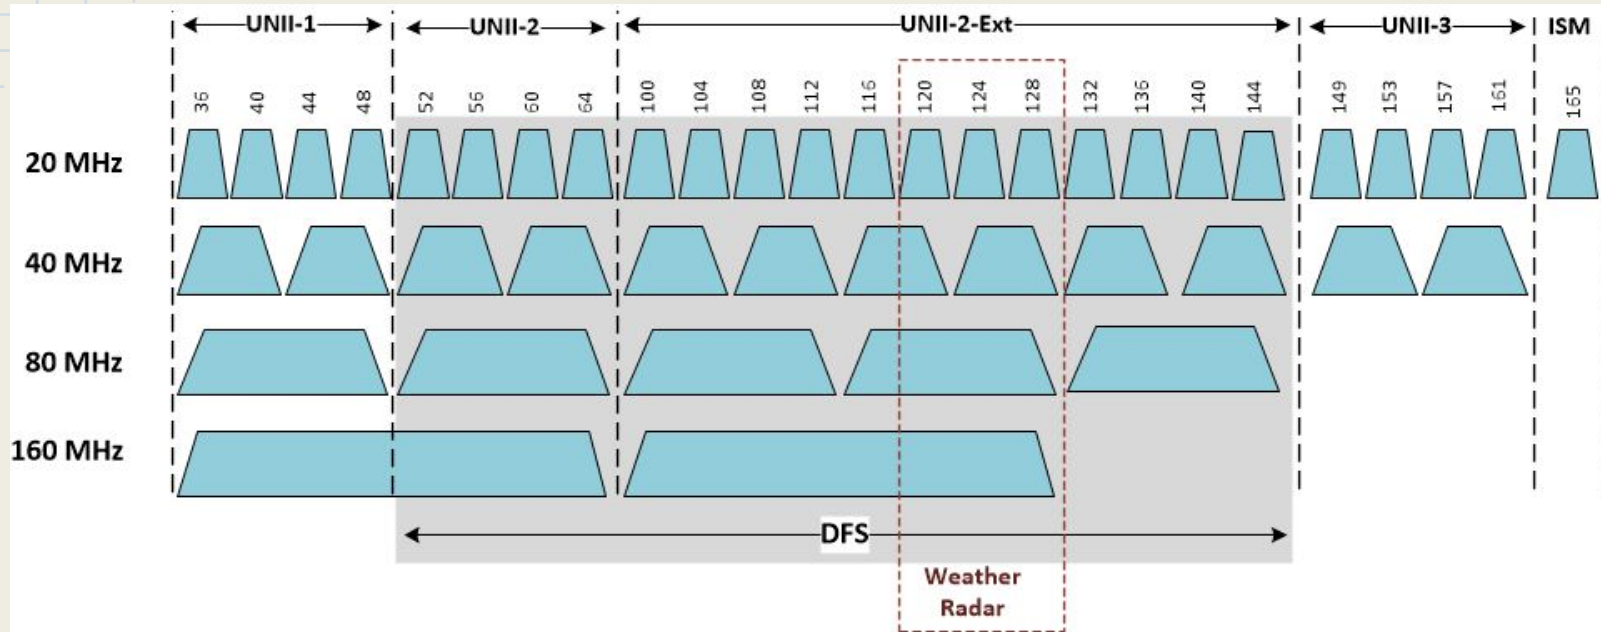 UNII-1 UNII-2 UNII-2-Ext UNII-3 ISM
36 40 44 48 52 56 60 64 100 104 108 112 116 120 124 128 132 136 140 144 149 153 157 161 165
20 MHz
40 MHz
80 MHz
160 MHz
DFS
Weather
Radar